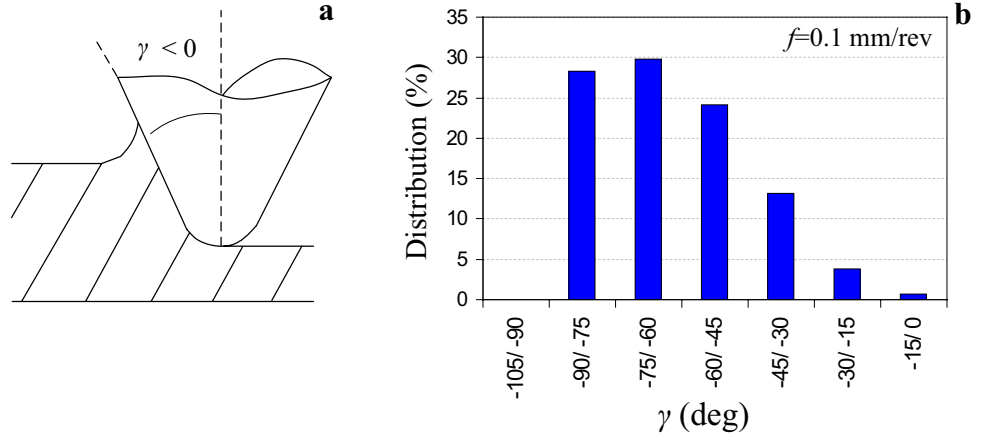 a
γ < 0
b
f=0.1 mm/rev
Distribution (%)
35
30
25
20
15
10
5
0
-105/ -90
-90/ -75
-75/ -60
-60/ -45
-45/ -30
-30/ -15
-15/ 0
γ (deg)